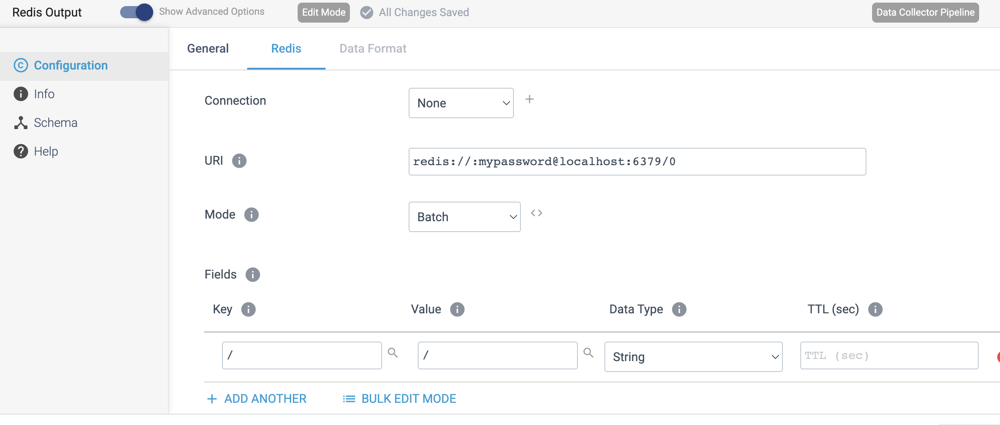 Redis Output Show Advanced Options Edit Mode All Changes Saved Data Collector Pipeline
General Redis Data Format
Configuration
Info
Schema
Help
Connection None
URI redis://:mypassword@localhost:6379/0
Mode Batch
Fields
Key Value Data Type TTL (sec)
/ / String TTL (sec)
ADD ANOTHER BULK EDIT MODE